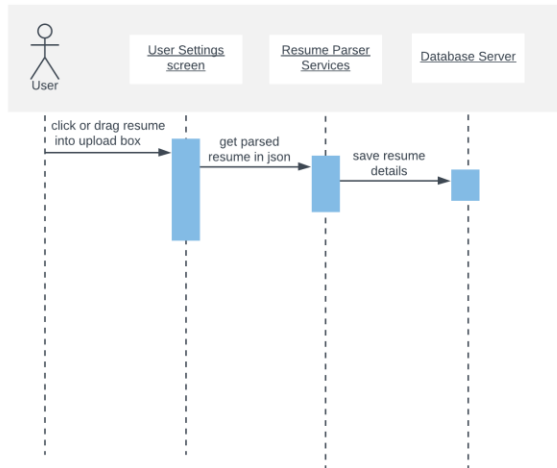 User
User Settings
screen
Resume Parser
Services
Database Server
click or drag resume
into upload box
get parsed
resume in json
save resume
details